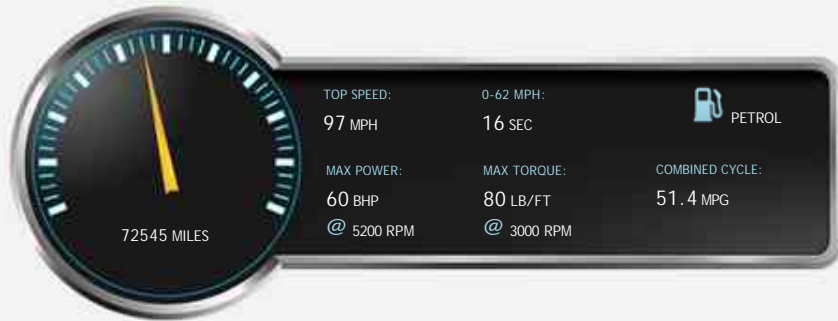 TOP SPEED:
97 MPH
0-62 MPH:
16 SEC
PETROL
MAX POWER:
60 BHP
@ 5200 RPM
MAX TORQUE:
80 LB/FT
@ 3000 RPM
COMBINED CYCLE:
51.4 MPG
72545 MILES